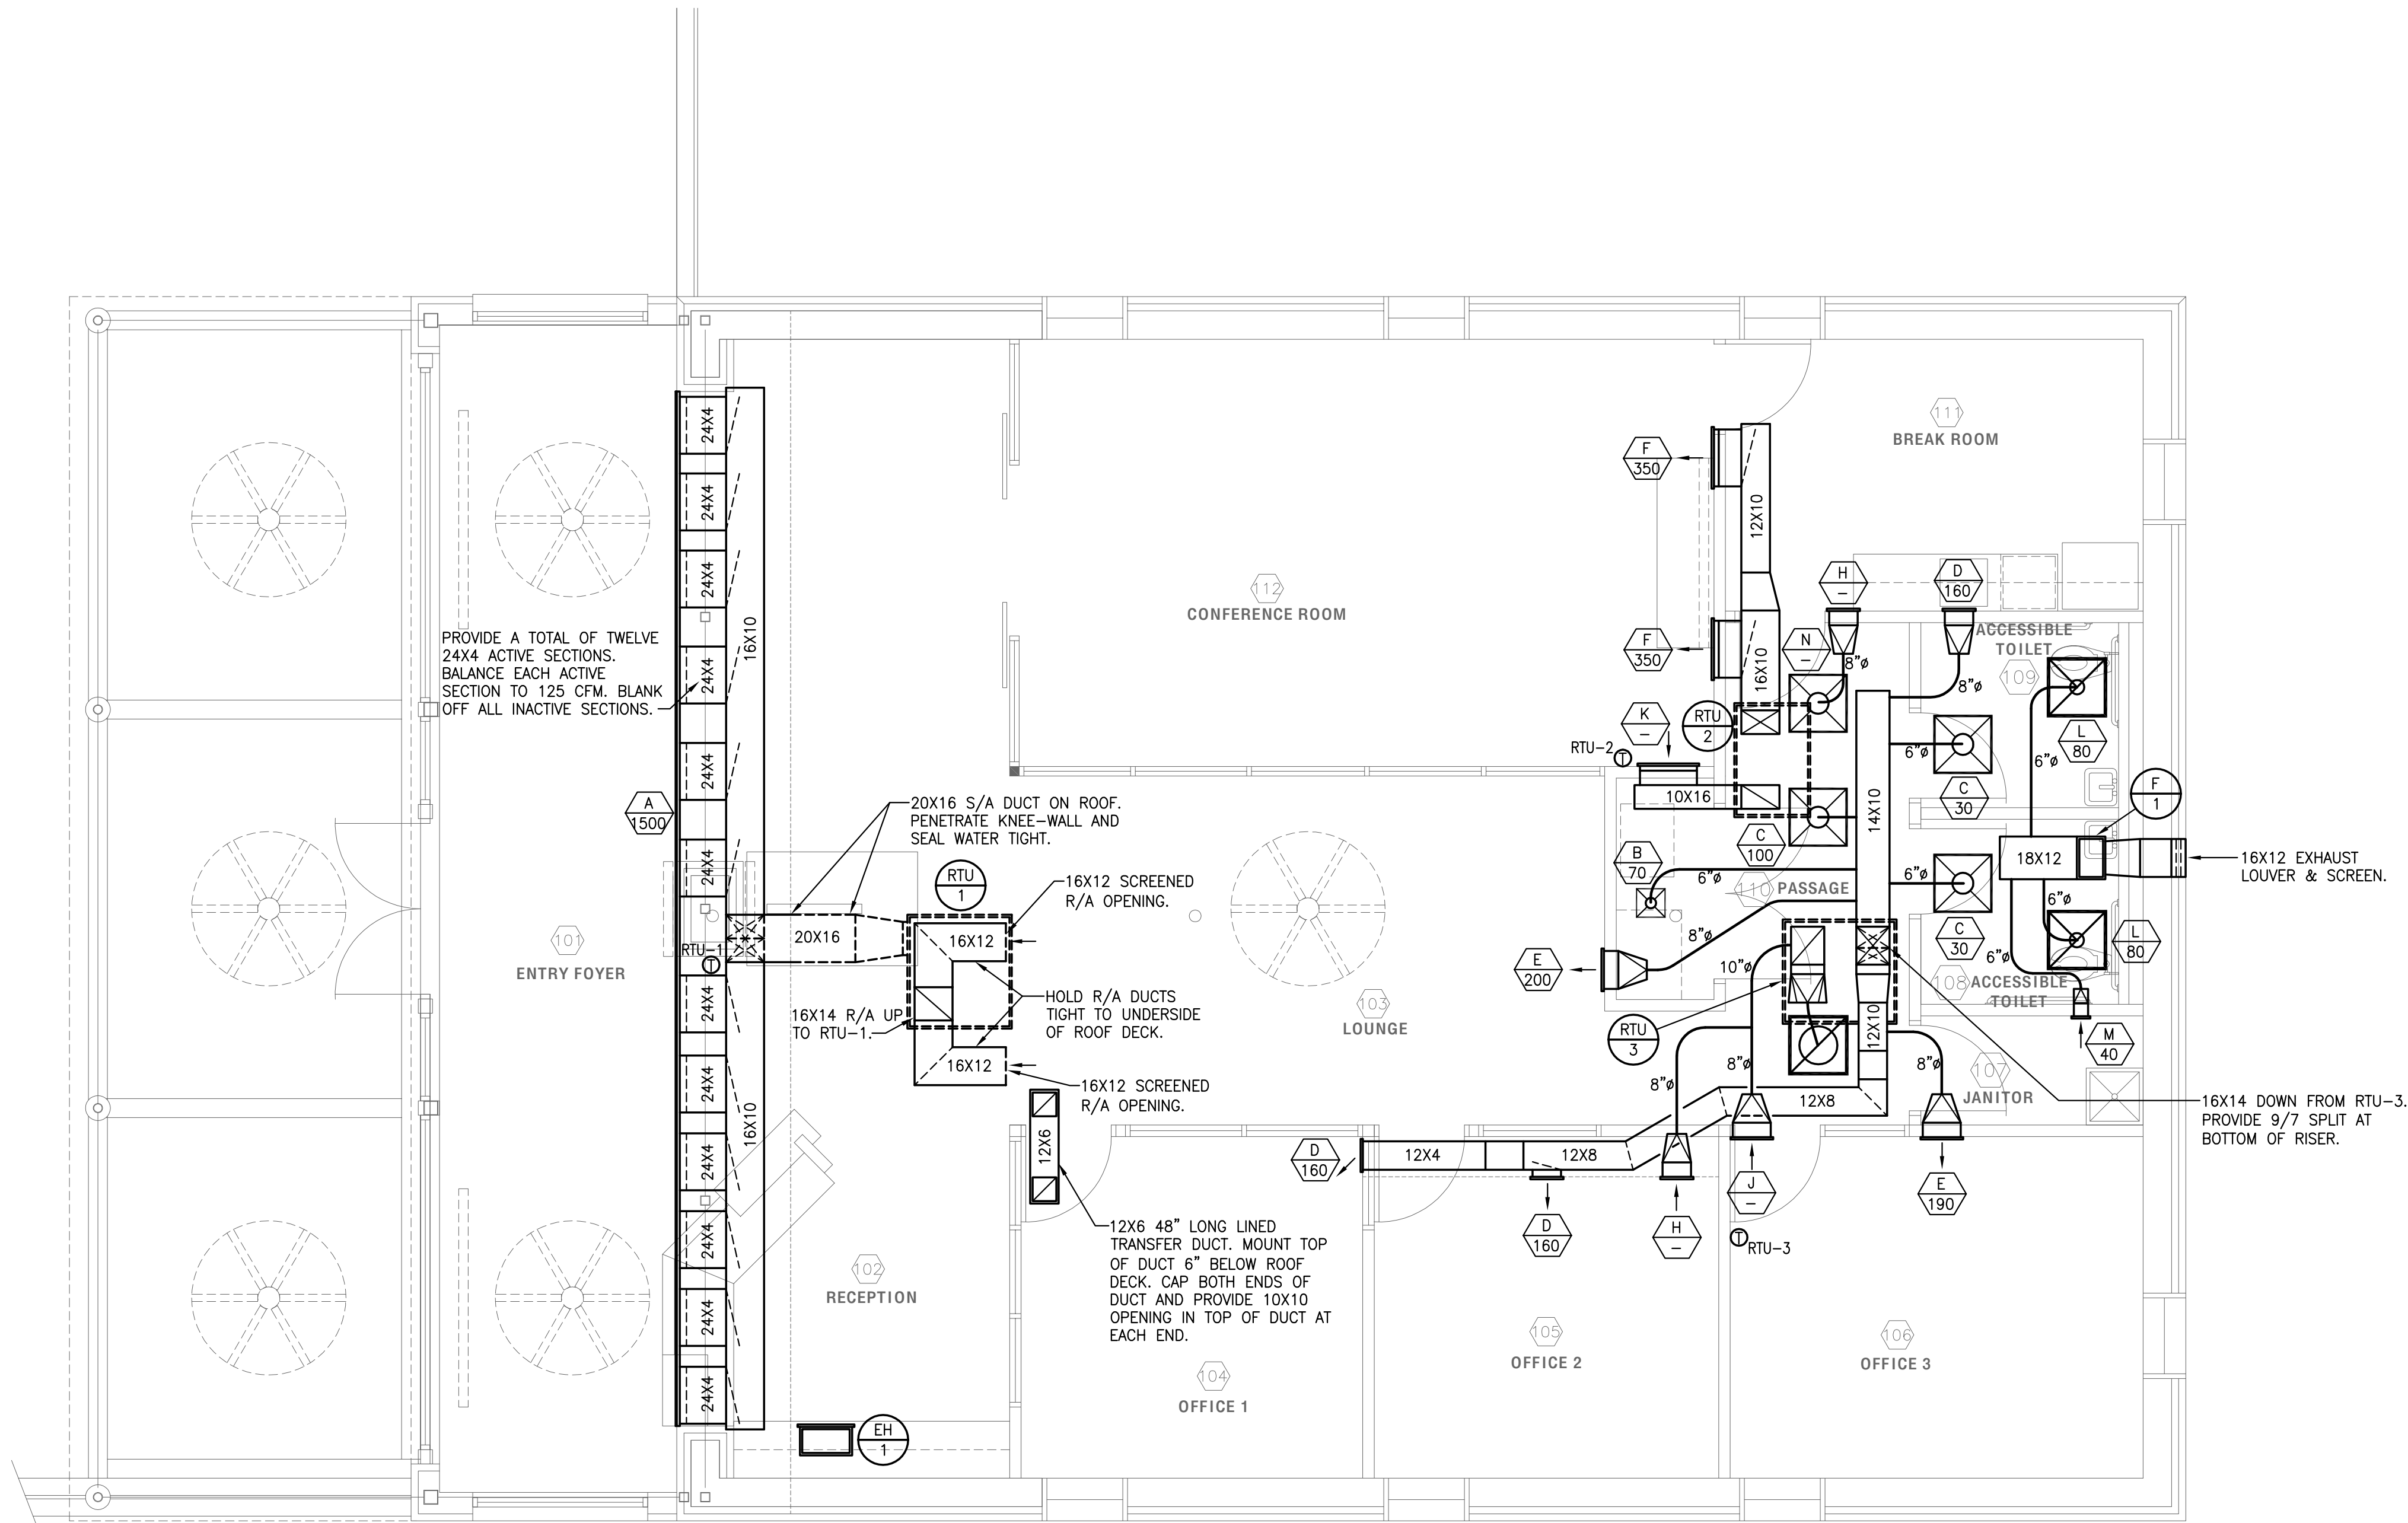 111
BREAK ROOM
F
350
12X10
112
CONFERENCE ROOM
H
–
D
160
8"ø
8"ø
N
–
F
350
16X10
ACCESSIBLE
TOILET
109
L
80
6"ø
K
–
RTU
2
RTU-2
T
10X16
14X10
6"ø
C
30
F
1
C
100
B
70
6"ø
110
PASSAGE
6"ø
C
30
18X12
16X12 EXHAUST
LOUVER & SCREEN.
6"ø
6"ø
L
80
8"ø
E
200
10"ø
108
ACCESSIBLE
TOILET
M
40
RTU
3
12X10
8"ø
8"ø
8"ø
107
JANITOR
12X8
16X14 DOWN FROM RTU-3.
PROVIDE 9/7 SPLIT AT
BOTTOM OF RISER.
24X4
24X4
24X4
24X4
24X4
24X4
24X4
24X4
24X4
24X4
24X4
24X4
16X10
16X10
PROVIDE A TOTAL OF TWELVE
24X4 ACTIVE SECTIONS.
BALANCE EACH ACTIVE
SECTION TO 125 CFM. BLANK
OFF ALL INACTIVE SECTIONS.
A
1500
20X16 S/A DUCT ON ROOF.
PENETRATE KNEE-WALL AND
SEAL WATER TIGHT.
RTU
1
16X12 SCREENED
R/A OPENING.
101
ENTRY FOYER
RTU-1
T
20X16
16X12
16X14 R/A UP
TO RTU-1.
HOLD R/A DUCTS
TIGHT TO UNDERSIDE
OF ROOF DECK.
16X12
16X12 SCREENED
R/A OPENING.
103
LOUNGE
12X6
D
160
12X4
12X8
D
160
H
–
J
–
E
190
T
RTU-3
12X6 48" LONG LINED
TRANSFER DUCT. MOUNT TOP
OF DUCT 6" BELOW ROOF
DECK. CAP BOTH ENDS OF
DUCT AND PROVIDE 10X10
OPENING IN TOP OF DUCT AT
EACH END.
102
RECEPTION
104
OFFICE 1
105
OFFICE 2
106
OFFICE 3
EH
1